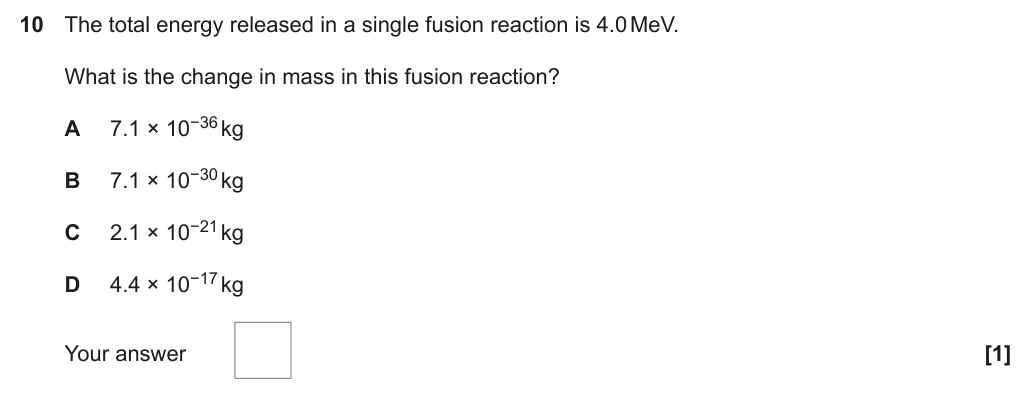 10 The total energy released in a single fusion reaction is 4.0 MeV.
What is the change in mass in this fusion reaction?
A 7.1 × 10⁻³⁶ kg
B 7.1 × 10⁻³⁰ kg
C 2.1 × 10⁻²¹ kg
D 4.4 × 10⁻¹⁷ kg
Your answer [1]